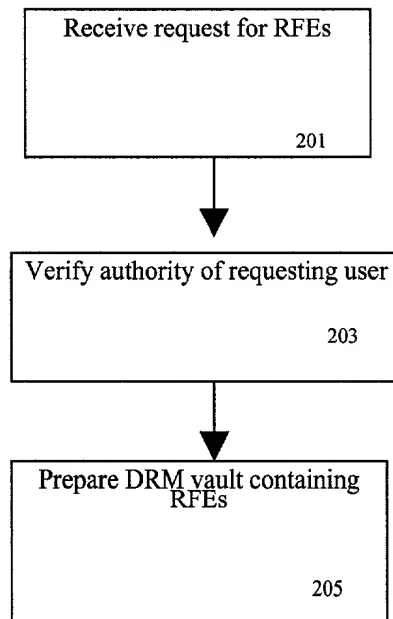 Receive request for RFEs
201
Verify authority of requesting user
203
Prepare DRM vault containing
RFEs
205